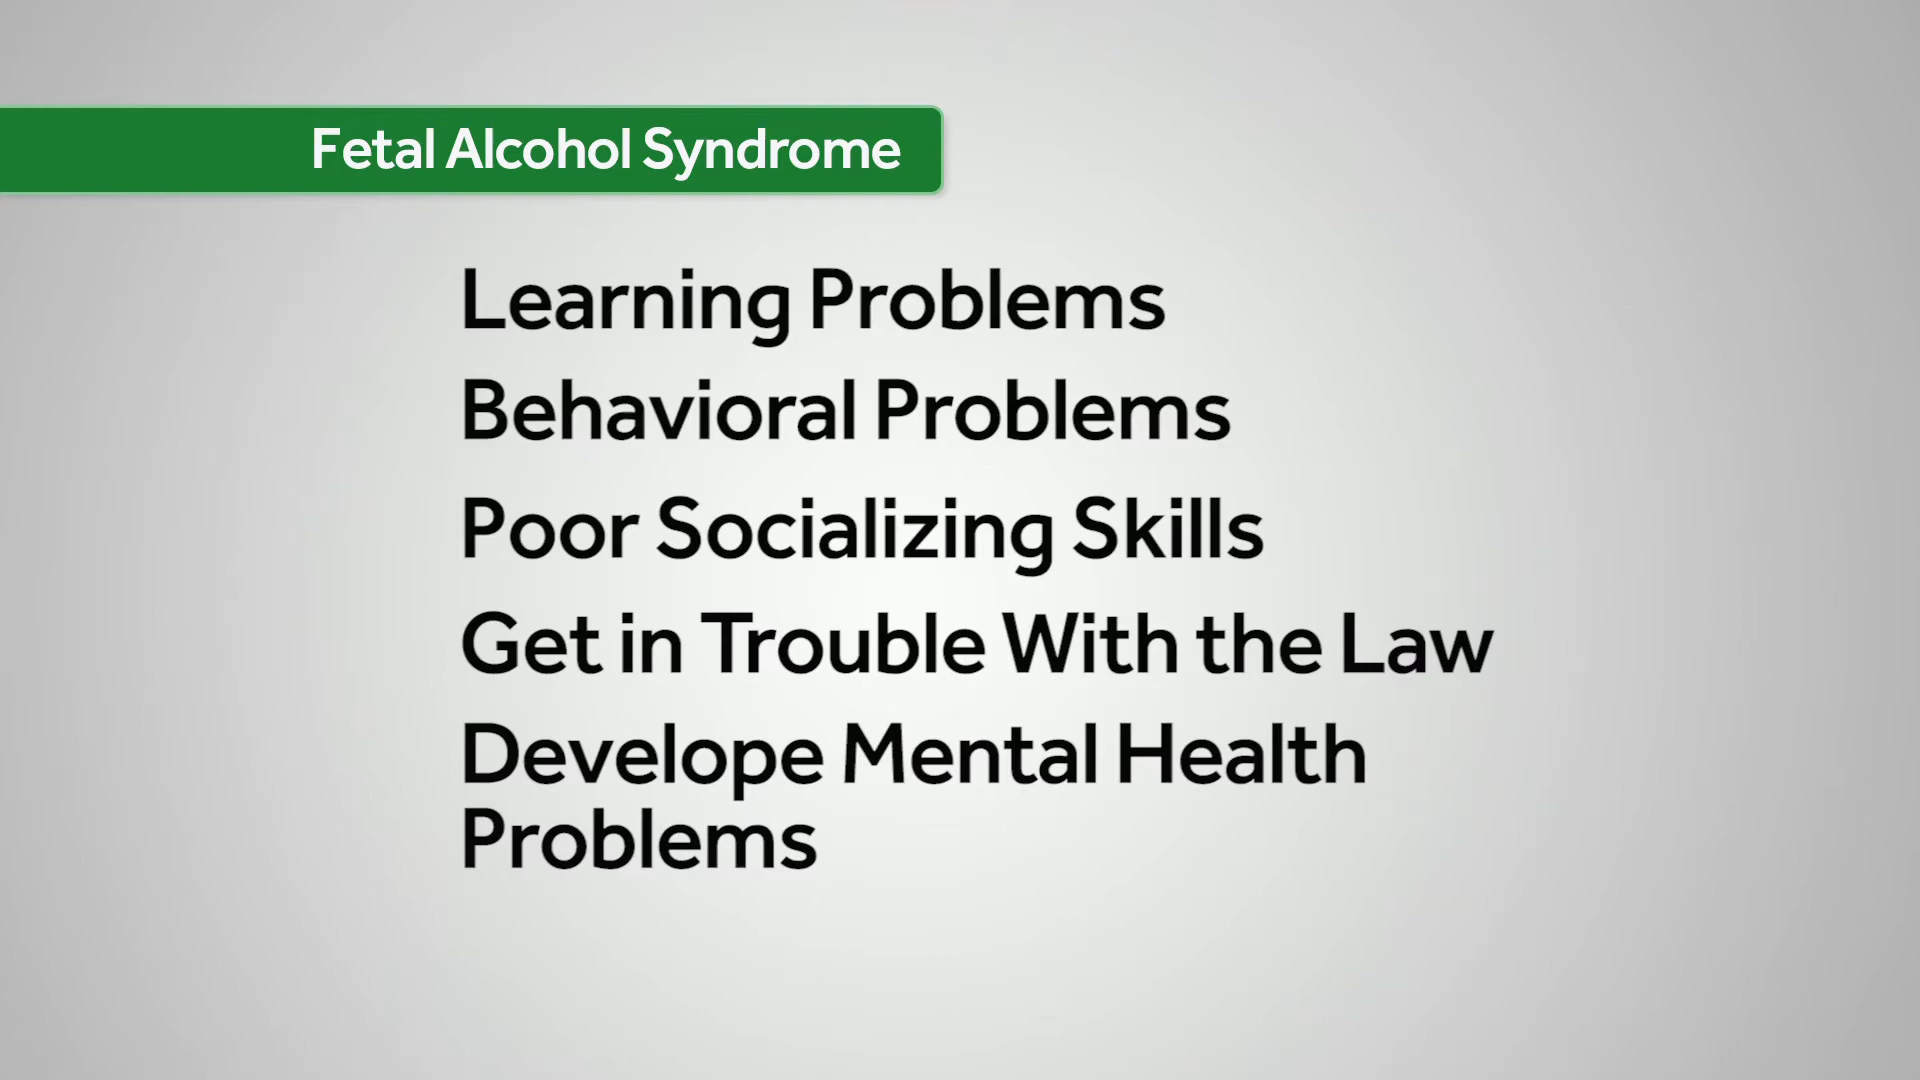 Fetal Alcohol Syndrome
Learning Problems
Behavioral Problems
Poor Socializing Skills
Get in Trouble With the Law
Develope Mental Health
Problems